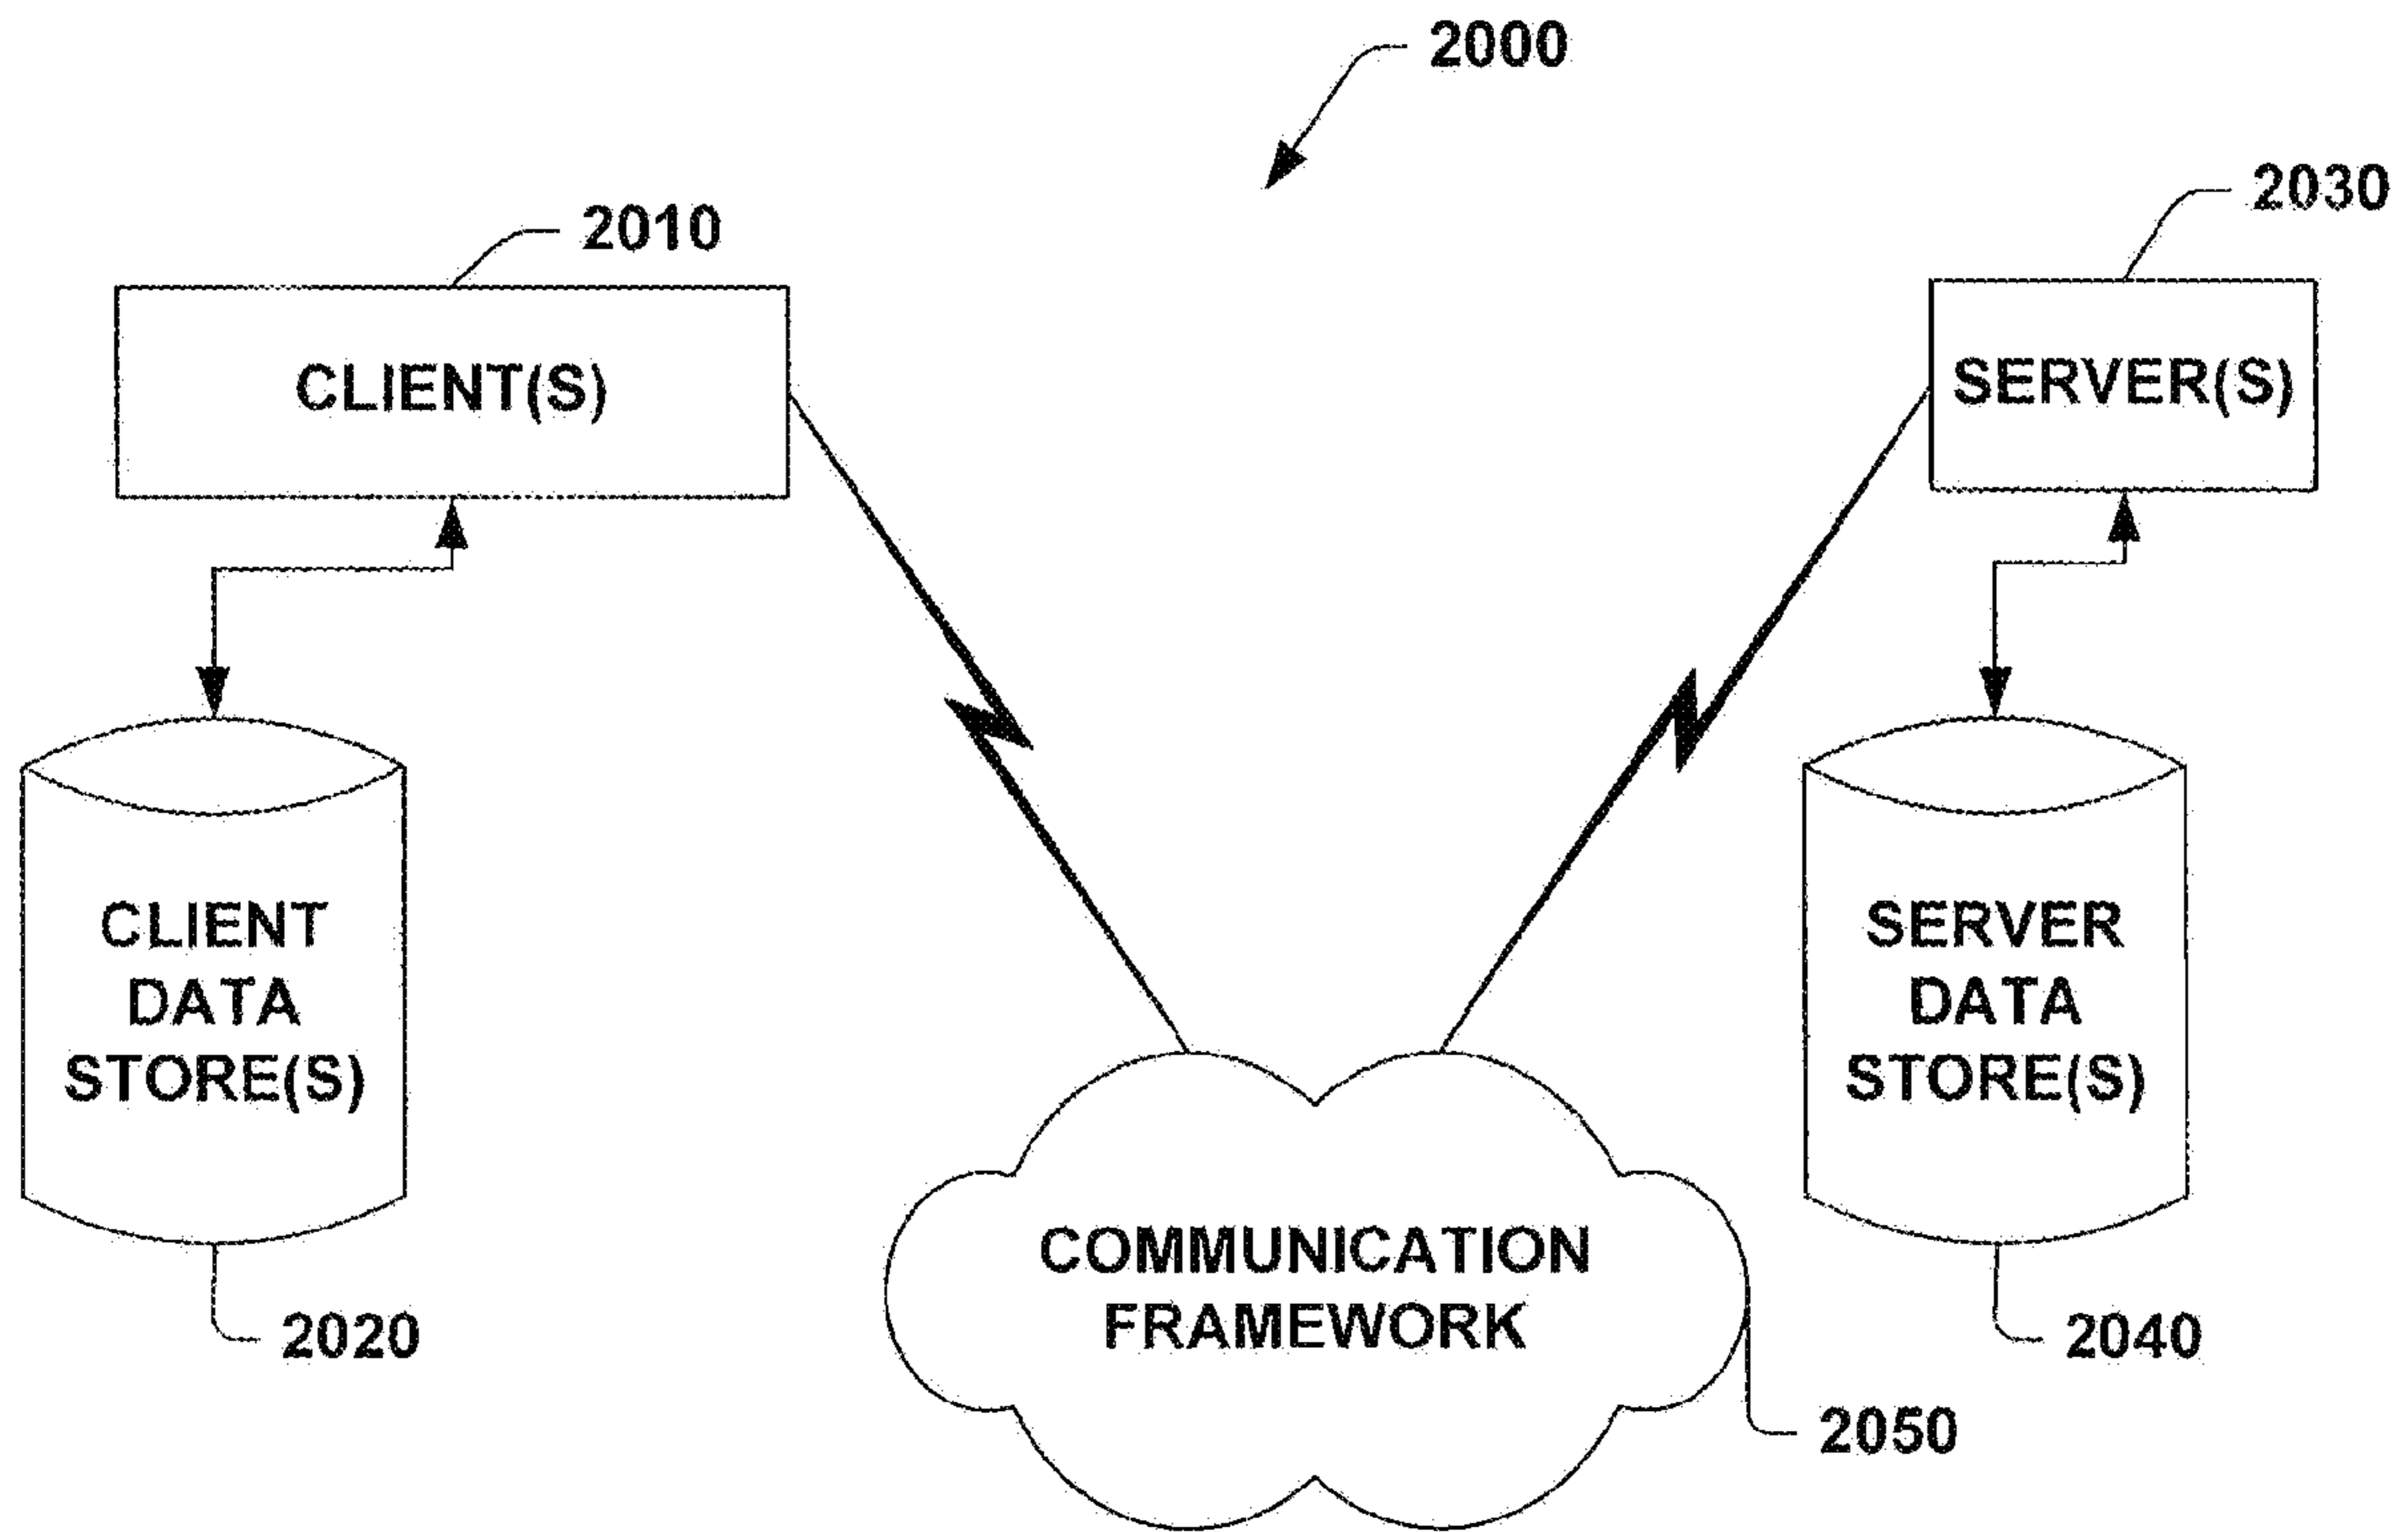 2000
2010
2030
CLIENT(S)
SERVER(S)
CLIENT
DATA
STORE(S)
SERVER
DATA
STORE(S)
COMMUNICATION
FRAMEWORK
2020
2040
2050